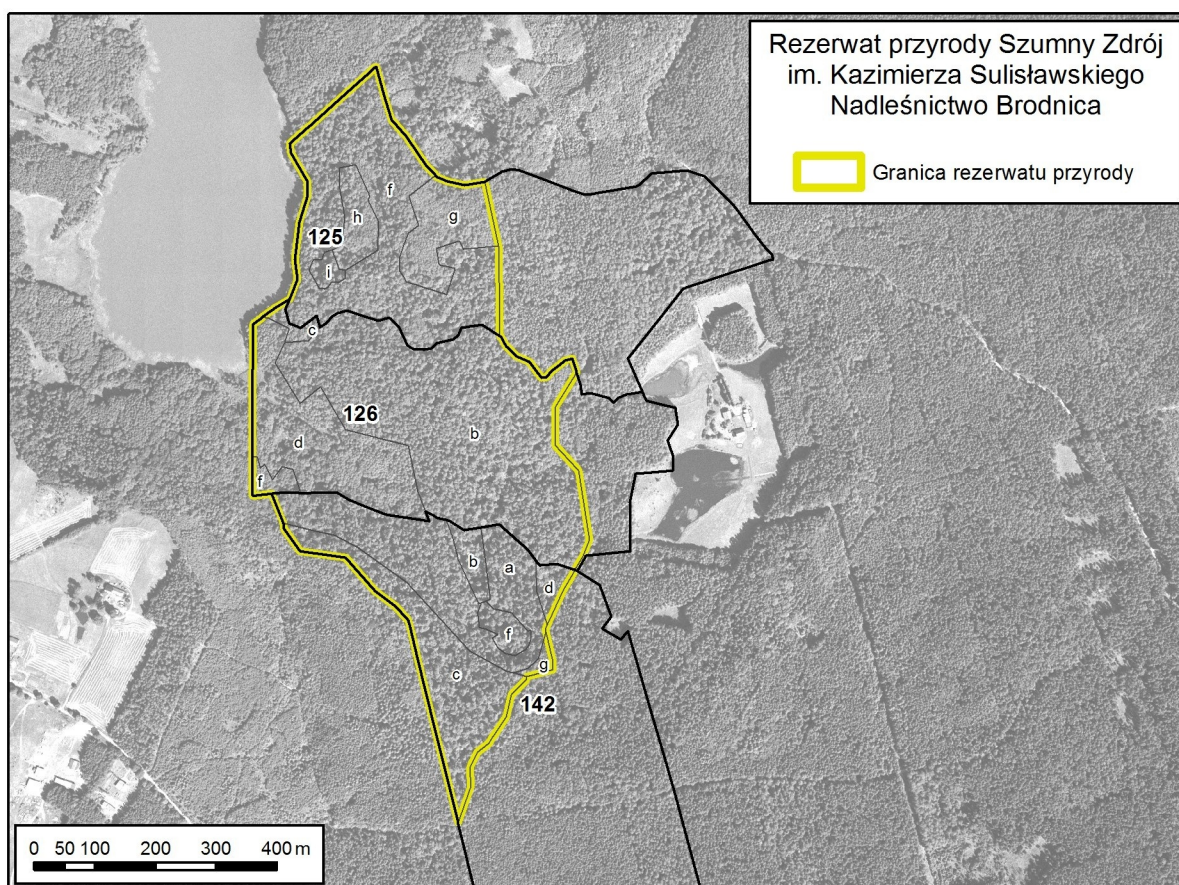 Rezerwat przyrody Szumny Zdrój
im. Kazimierza Sulisławskiego
Nadleśnictwo Brodnica
Granica rezerwatu przyrody
f
h
g
125
i
c
126
b
d
f
b
a
d
f
g
c
142
0 50 100 200 300 400 m